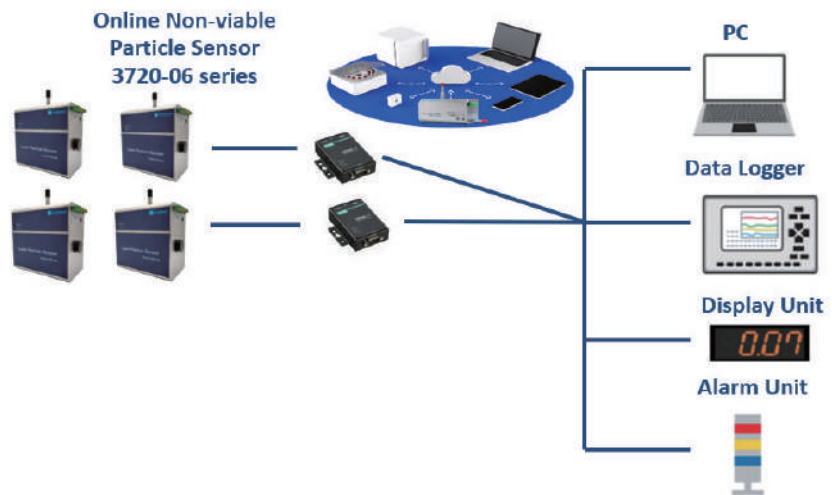 Online Non-viable
Particle Sensor
3720-06 series
PC
Data Logger
Display Unit
0.07
Alarm Unit